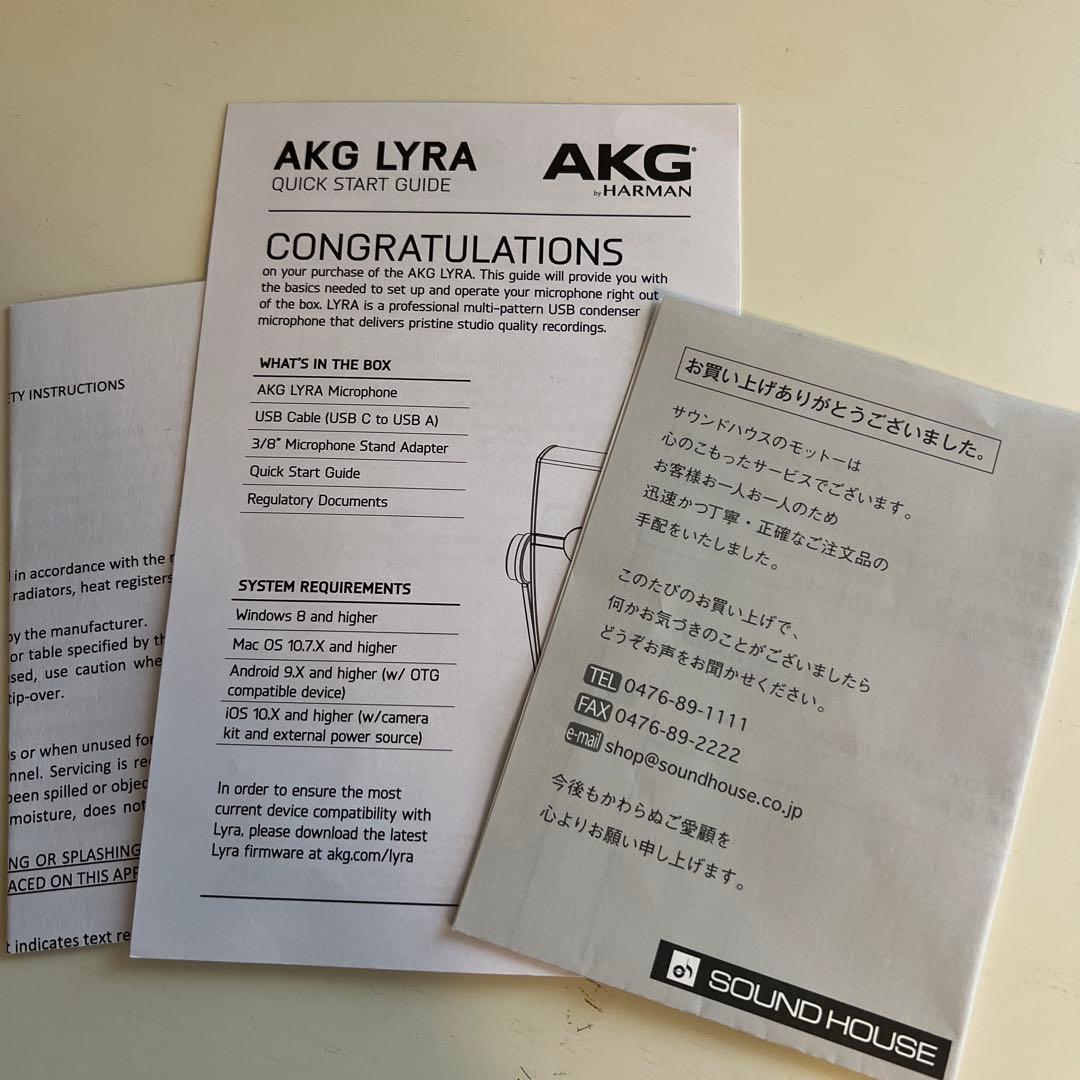 TY INSTRUCTIONS
in accordance with the
radiators, heat registers
by the manufacturer.
or table specified by
sed, use caution whe
tip-over.
s or when unused for
nnel. Servicing is re
been spilled or objec
moisture, does not
NG OR SPLASHING
ACED ON THIS APP
t indicates text re
AKG LYRA
QUICK START GUIDE
AKG®
by HARMAN
CONGRATULATIONS
on your purchase of the AKG LYRA. This guide will provide you with
the basics needed to set up and operate your microphone right out
of the box. LYRA is a professional multi-pattern USB condenser
microphone that delivers pristine studio quality recordings.
WHAT'S IN THE BOX
AKG LYRA Microphone
USB Cable (USB C to USB A)
3/8" Microphone Stand Adapter
Quick Start Guide
Regulatory Documents
SYSTEM REQUIREMENTS
Windows 8 and higher
Mac OS 10.7.X and higher
Android 9.X and higher (w/ OTG
compatible device)
iOS 10.X and higher (w/camera
kit and external power source)
In order to ensure the most
current device compatibility with
Lyra, please download the latest
Lyra firmware at akg.com/lyra
お買い上げありがとうございました。
サウンドハウスのモットーは
心のこもったサービスでございます。
お客様お一人お一人のため
迅速かつ丁寧・正確なご注文品の
手配をいたしました。
このたびのお買い上げで、
何かお気づきのことがございましたら
どうぞお声をお聞かせください。
TEL 0476-89-1111
FAX 0476-89-2222
e-mail shop@soundhouse.co.jp
今後もかわらぬご愛顧を
心よりお願い申し上げます。
SOUND HOUSE